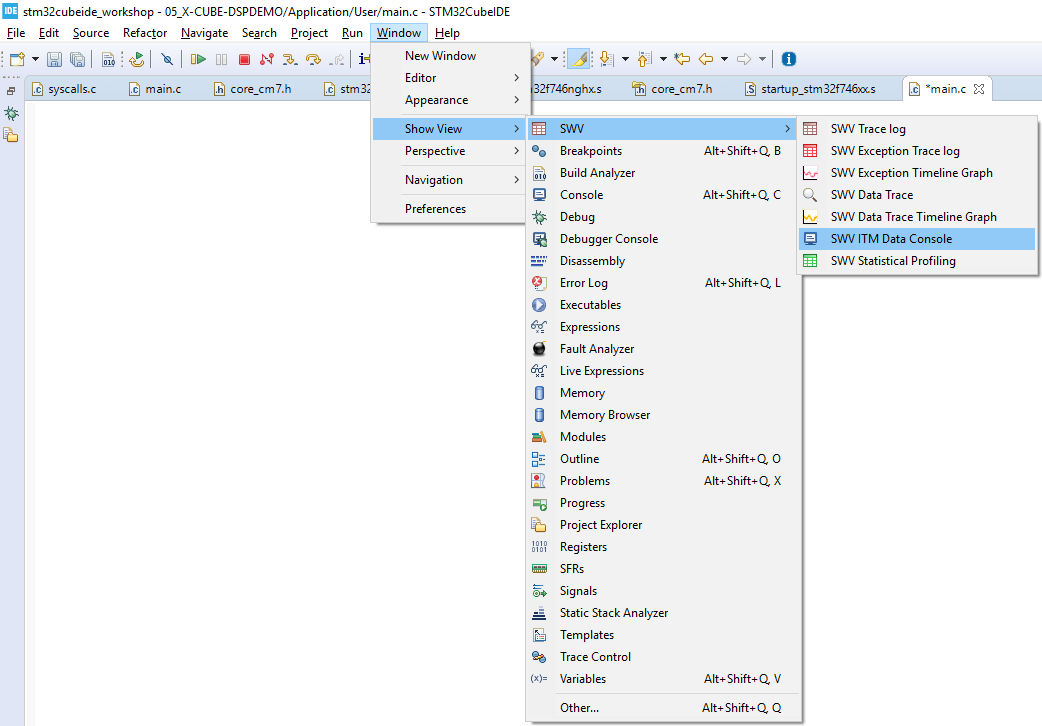 stm32cubeide_workshop - 05_X-CUBE-DSPDEMO/Application/User/main.c - STM32CubeIDE
File Edit Source Refactor Navigate Search Project Run Window Help
syscalls.c main.c core_cm7.h stm32 32f746nghx.s core_cm7.h startup_stm32f746xx.s *main.c
New Window
Editor
Appearance
Show View
Perspective
Navigation
Preferences
SWV
Breakpoints Alt+Shift+Q, B
Build Analyzer
Console Alt+Shift+Q, C
Debug
Debugger Console
Disassembly
Error Log Alt+Shift+Q, L
Executables
Expressions
Fault Analyzer
Live Expressions
Memory
Memory Browser
Modules
Outline Alt+Shift+Q, O
Problems Alt+Shift+Q, X
Progress
Project Explorer
Registers
SFRs
Signals
Static Stack Analyzer
Templates
Trace Control
Variables Alt+Shift+Q, V
Other... Alt+Shift+Q, Q
SWV Trace log
SWV Exception Trace log
SWV Exception Timeline Graph
SWV Data Trace
SWV Data Trace Timeline Graph
SWV ITM Data Console
SWV Statistical Profiling